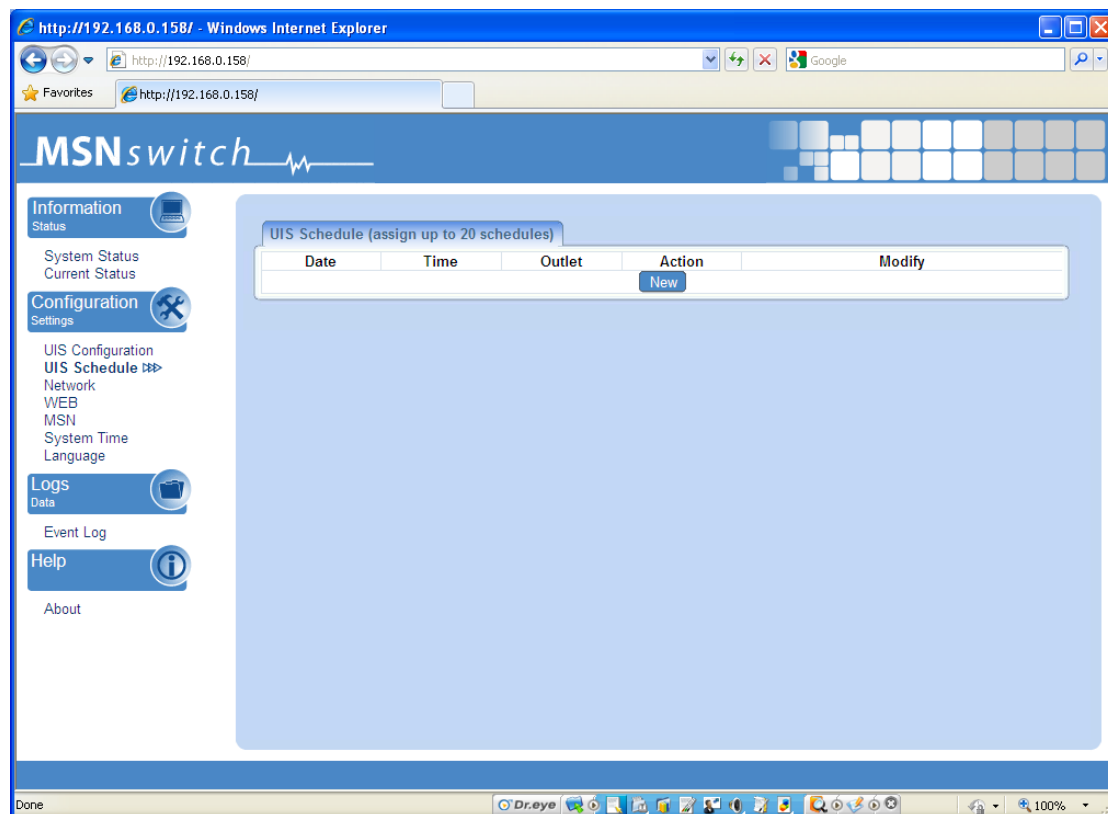 http://192.168.0.158/ - Windows Internet Explorer
http://192.168.0.158/
Google
Favorites
http://192.168.0.158/
MSNswitch
Information
Status
System Status
Current Status
Configuration
Settings
UIS Configuration
UIS Schedule
Network
WEB
MSN
System Time
Language
Logs
Data
Event Log
Help
About
UIS Schedule (assign up to 20 schedules)
Date Time Outlet Action Modify
New
Done
Dr.eye
100%